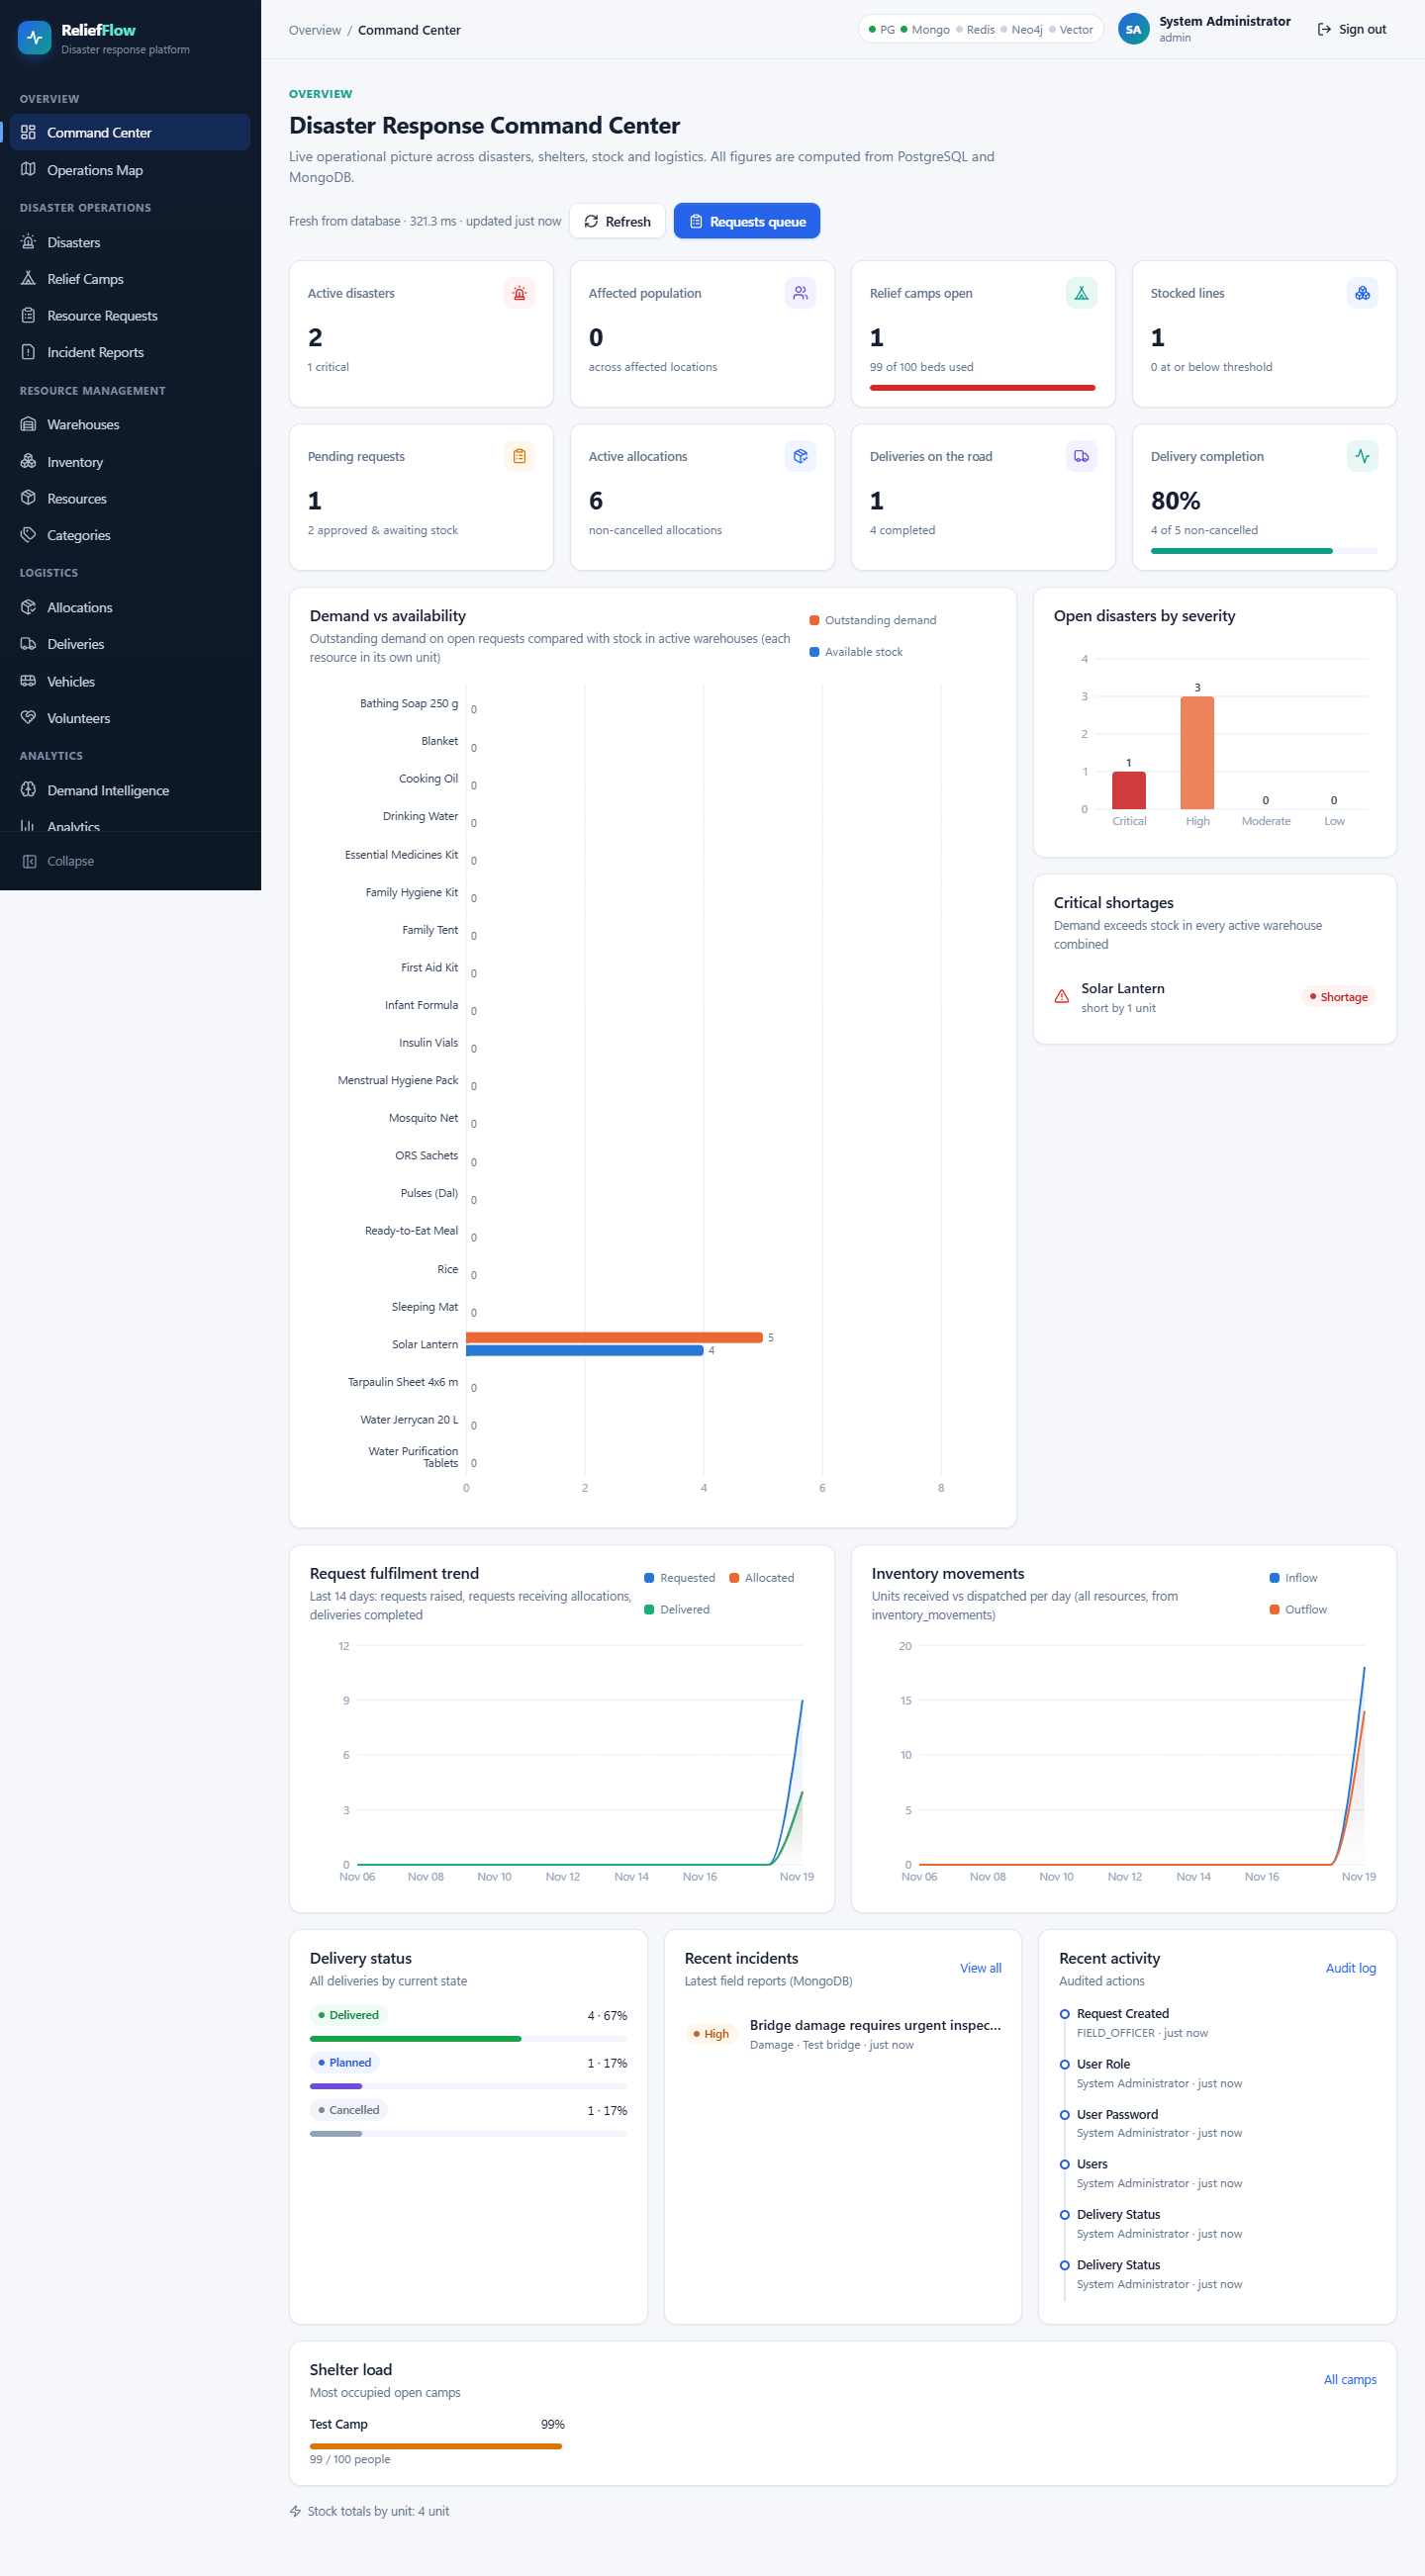 ReliefFlow
Disaster response platform
OVERVIEW
Command Center
Operations Map
DISASTER OPERATIONS
Disasters
Relief Camps
Resource Requests
Incident Reports
RESOURCE MANAGEMENT
Warehouses
Inventory
Resources
Categories
LOGISTICS
Allocations
Deliveries
Vehicles
Volunteers
ANALYTICS
Demand Intelligence
Analytics
Collapse
Overview / Command Center
PG Mongo Redis Neo4j Vector
SA
System Administrator
admin
Sign out
OVERVIEW
Disaster Response Command Center
Live operational picture across disasters, shelters, stock and logistics. All figures are computed from PostgreSQL and
MongoDB.
Fresh from database · 321.3 ms · updated just now
Refresh
Requests queue
Active disasters
2
1 critical
Affected population
0
across affected locations
Relief camps open
1
99 of 100 beds used
Stocked lines
1
0 at or below threshold
Pending requests
1
2 approved & awaiting stock
Active allocations
6
non-cancelled allocations
Deliveries on the road
1
4 completed
Delivery completion
80%
4 of 5 non-cancelled
Demand vs availability
Outstanding demand on open requests compared with stock in active warehouses (each
resource in its own unit)
Outstanding demand
Available stock
Bathing Soap 250 g 0
Blanket 0
Cooking Oil 0
Drinking Water 0
Essential Medicines Kit 0
Family Hygiene Kit 0
Family Tent 0
First Aid Kit 0
Infant Formula 0
Insulin Vials 0
Menstrual Hygiene Pack 0
Mosquito Net 0
ORS Sachets 0
Pulses (Dal) 0
Ready-to-Eat Meal 0
Rice 0
Sleeping Mat 0
Solar Lantern 5
4
Tarpaulin Sheet 4x6 m 0
Water Jerrycan 20 L 0
Water Purification
Tablets 0
0 2 4 6 8
Open disasters by severity
4
3
2
1
0
1
3
0
0
Critical High Moderate Low
Critical shortages
Demand exceeds stock in every active warehouse
combined
Solar Lantern
short by 1 unit
Shortage
Request fulfilment trend
Last 14 days: requests raised, requests receiving allocations,
deliveries completed
Requested Allocated
Delivered
12
9
6
3
0
Nov 06 Nov 08 Nov 10 Nov 12 Nov 14 Nov 16 Nov 19
Inventory movements
Units received vs dispatched per day (all resources, from
inventory_movements)
Inflow
Outflow
20
15
10
5
0
Nov 06 Nov 08 Nov 10 Nov 12 Nov 14 Nov 16 Nov 19
Delivery status
All deliveries by current state
Delivered 4 · 67%
Planned 1 · 17%
Cancelled 1 · 17%
Recent incidents
Latest field reports (MongoDB)
View all
High
Bridge damage requires urgent inspec...
Damage · Test bridge · just now
Recent activity
Audited actions
Audit log
Request Created
FIELD_OFFICER · just now
User Role
System Administrator · just now
User Password
System Administrator · just now
Users
System Administrator · just now
Delivery Status
System Administrator · just now
Delivery Status
System Administrator · just now
Shelter load
Most occupied open camps
All camps
Test Camp 99%
99 / 100 people
Stock totals by unit: 4 unit